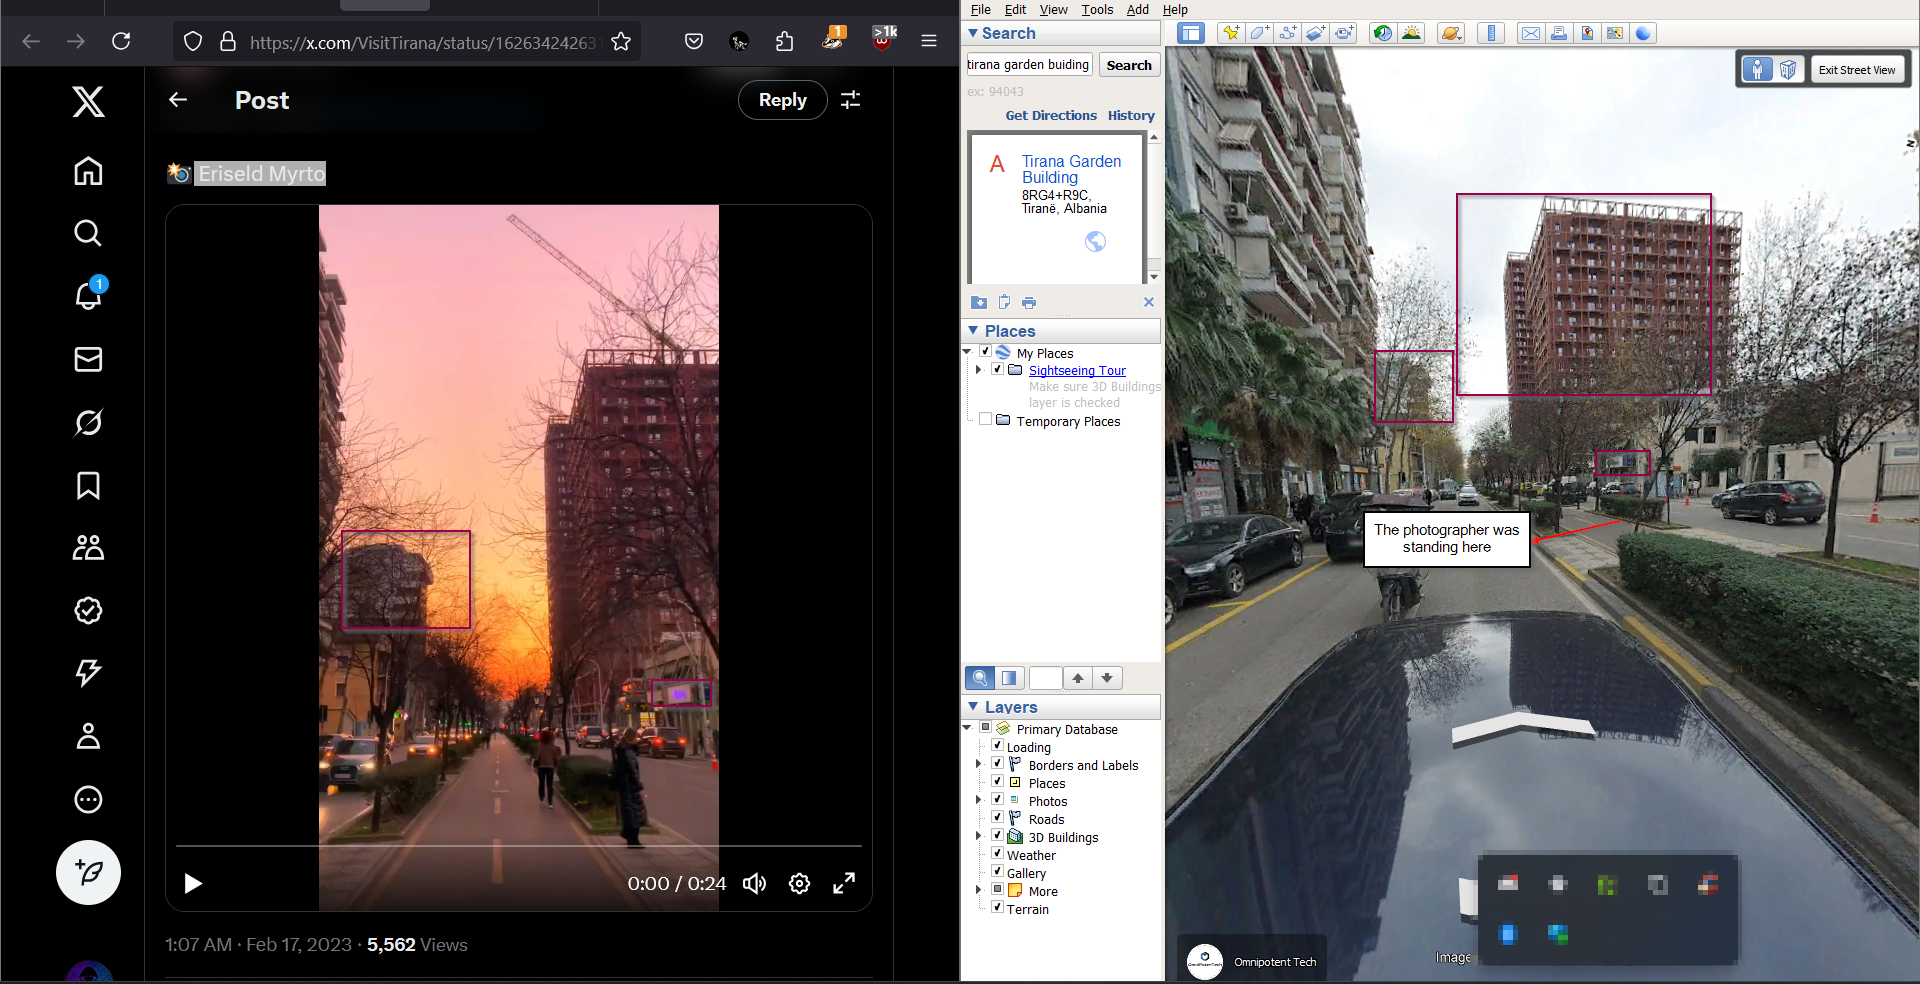 https://x.com/VisitTirana/status/162634242631
1
>1k
Post
Reply
1
Eriseld Myrto
0:00 / 0:24
1:07 AM · Feb 17, 2023 · 5,562 Views
File Edit View Tools Add Help
Search
tirana garden buiding
Search
ex: 94043
Get Directions History
A
Tirana Garden
Building
8RG4+R9C,
Tiranë, Albania
Places
My Places
Sightseeing Tour
Make sure 3D Buildings
layer is checked
Temporary Places
Layers
Primary Database
Loading
Borders and Labels
Places
Photos
Roads
3D Buildings
Weather
Gallery
More
Terrain
Exit Street View
N
The photographer was
standing here
OmniPotentTech
Omnipotent Tech
Image